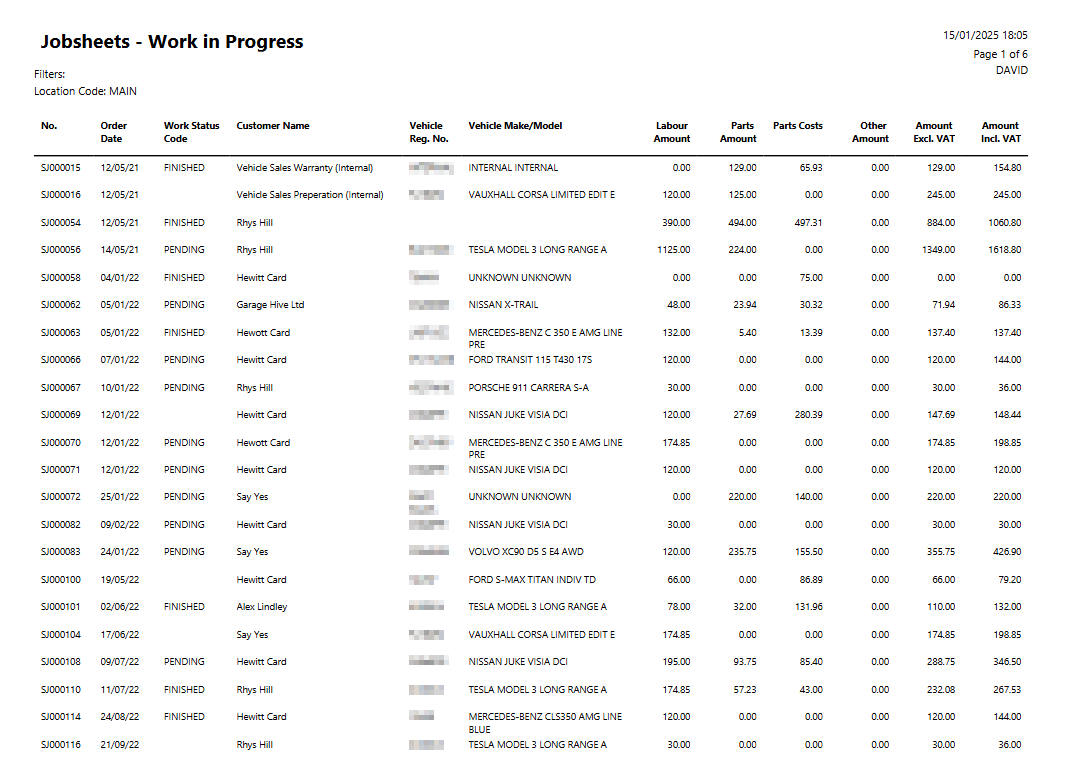 Jobsheets - Work in Progress
15/01/2025 18:05
Page 1 of 6
DAVID
Filters:
Location Code: MAIN
No. Order Date Work Status Code Customer Name Vehicle Reg. No. Vehicle Make/Model Labour Amount Parts Amount Parts Costs Other Amount Amount Excl. VAT Amount Incl. VAT
SJ000015 12/05/21 FINISHED Vehicle Sales Warranty (Internal) INTERNAL INTERNAL 0.00 129.00 65.93 0.00 129.00 154.80
SJ000016 12/05/21 Vehicle Sales Preperation (Internal) VAUXHALL CORSA LIMITED EDIT E 120.00 125.00 0.00 0.00 245.00 245.00
SJ000054 12/05/21 FINISHED Rhys Hill 390.00 494.00 497.31 0.00 884.00 1060.80
SJ000056 14/05/21 PENDING Rhys Hill TESLA MODEL 3 LONG RANGE A 1125.00 224.00 0.00 0.00 1349.00 1618.80
SJ000058 04/01/22 FINISHED Hewitt Card UNKNOWN UNKNOWN 0.00 0.00 75.00 0.00 0.00 0.00
SJ000062 05/01/22 PENDING Garage Hive Ltd NISSAN X-TRAIL 48.00 23.94 30.32 0.00 71.94 86.33
SJ000063 05/01/22 FINISHED Hewott Card MERCEDES-BENZ C 350 E AMG LINE 132.00 5.40 13.39 0.00 137.40 137.40
PRE
SJ000066 07/01/22 PENDING Hewitt Card FORD TRANSIT 115 T430 17S 120.00 0.00 0.00 0.00 120.00 144.00
SJ000067 10/01/22 PENDING Rhys Hill PORSCHE 911 CARRERA S-A 30.00 0.00 0.00 0.00 30.00 36.00
SJ000069 12/01/22 Hewitt Card NISSAN JUKE VISIA DCI 120.00 27.69 280.39 0.00 147.69 148.44
SJ000070 12/01/22 PENDING Hewott Card MERCEDES-BENZ C 350 E AMG LINE 174.85 0.00 0.00 0.00 174.85 198.85
PRE
SJ000071 12/01/22 PENDING Hewitt Card NISSAN JUKE VISIA DCI 120.00 0.00 0.00 0.00 120.00 120.00
SJ000072 25/01/22 PENDING Say Yes UNKNOWN UNKNOWN 0.00 220.00 140.00 0.00 220.00 220.00
SJ000082 09/02/22 PENDING Hewitt Card NISSAN JUKE VISIA DCI 30.00 0.00 0.00 0.00 30.00 30.00
SJ000083 24/01/22 PENDING Say Yes VOLVO XC90 D5 S E4 AWD 120.00 235.75 155.50 0.00 355.75 426.90
SJ000100 19/05/22 Hewitt Card FORD S-MAX TITAN INDIV TD 66.00 0.00 86.89 0.00 66.00 79.20
SJ000101 02/06/22 FINISHED Alex Lindley TESLA MODEL 3 LONG RANGE A 78.00 32.00 131.96 0.00 110.00 132.00
SJ000104 17/06/22 Say Yes VAUXHALL CORSA LIMITED EDIT E 174.85 0.00 0.00 0.00 174.85 198.85
SJ000108 09/07/22 PENDING Hewitt Card NISSAN JUKE VISIA DCI 195.00 93.75 85.40 0.00 288.75 346.50
SJ000110 11/07/22 FINISHED Rhys Hill TESLA MODEL 3 LONG RANGE A 174.85 57.23 43.00 0.00 232.08 267.53
SJ000114 24/08/22 FINISHED Hewitt Card MERCEDES-BENZ CLS350 AMG LINE 120.00 0.00 0.00 0.00 120.00 144.00
BLUE
SJ000116 21/09/22 Rhys Hill TESLA MODEL 3 LONG RANGE A 30.00 0.00 0.00 0.00 30.00 36.00